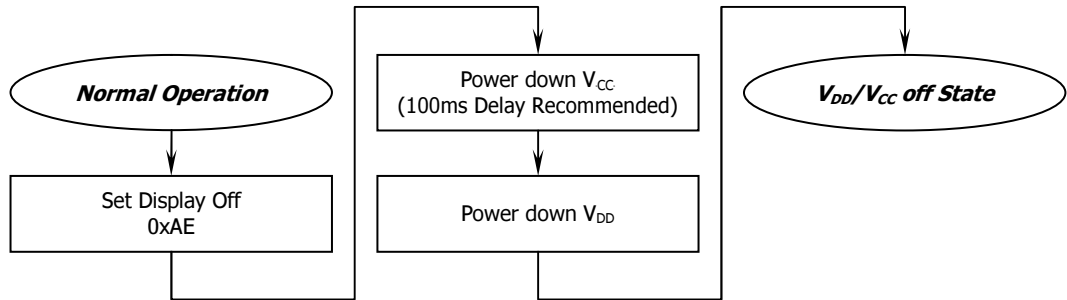 Normal Operation
Set Display Off
0xAE
Power down VCC
(100ms Delay Recommended)
Power down VDD
VDD/VCC off State